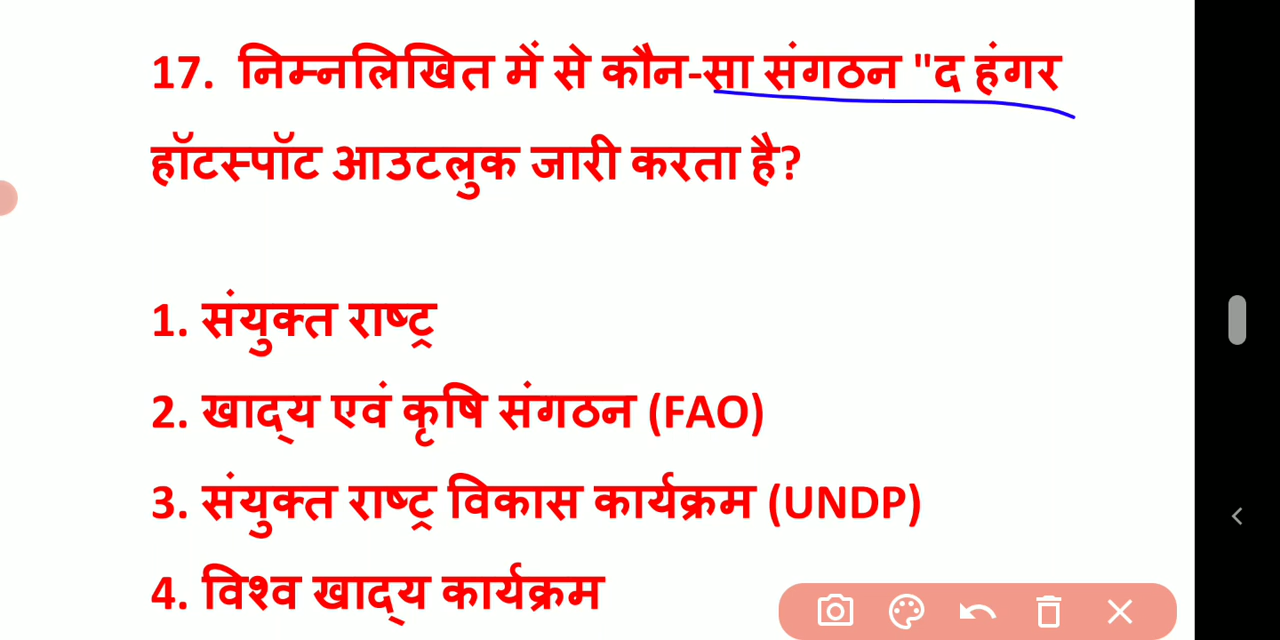 17. निम्नलिखित में से कौन-सा संगठन "द हंगर
हॉटस्पॉट आउटलुक जारी करता है?
1. संयुक्त राष्ट्र
2. खाद्य एवं कृषि संगठन (FAO)
3. संयुक्त राष्ट्र विकास कार्यक्रम (UNDP)
4. विश्व खाद्य कार्यक्रम